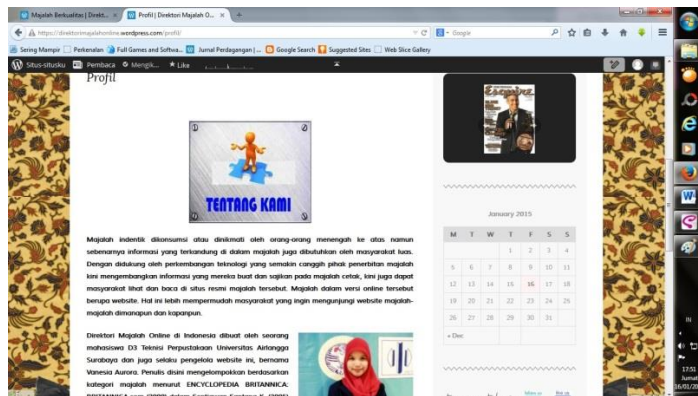 Majalah Berkualitas | Direkt...
Profil | Direktori Majalah O...
https://direktorimajalahonline.wordpress.com/profil/
Google
Sering Mampir
Perkenalan
Full Games and Softwa...
Jurnal Perdagangan | ...
Google Search
Suggested Sites
Web Slice Gallery
Situs-situsku
Pembaca
Mengik...
Like
Profil
TENTANG KAMI
Majalah indentik dikonsumsi atau dinikmati oleh orang-orang menengah ke atas namun
sebenarnya informasi yang terkandung di dalam majalah juga dibutuhkan oleh masyarakat luas.
Dengan didukung oleh perkembangan teknologi yang semakin canggih pihak penerbitan majalah
kini mengembangkan informasi yang mereka buat dan sajikan pada majalah cetak, kini juga dapat
masyarakat lihat dan baca di situs resmi majalah tersebut. Majalah dalam versi online tersebut
berupa website. Hal ini lebih mempermudah masyarakat yang ingin mengunjungi website majalah-
majalah dimanapun dan kapanpun.
Direktori Majalah Online di Indonesia dibuat oleh seorang
mahasiswa D3 Teknisi Perpustakaan Universitas Airlangga
Surabaya dan juga selaku pengelola website ini, bernama
Vanesia Aurora. Penulis disini mengelompokkan berdasarkan
kategori majalah menurut ENCYCLOPEDIA BRITANNICA:
Esquire
January 2015
M T W T F S S
1 2 3 4
5 6 7 8 9 10 11
12 13 14 15 16 17 18
19 20 21 22 23 24 25
26 27 28 29 30 31
« Dec
IN
17:51
Jumat
16/01/20